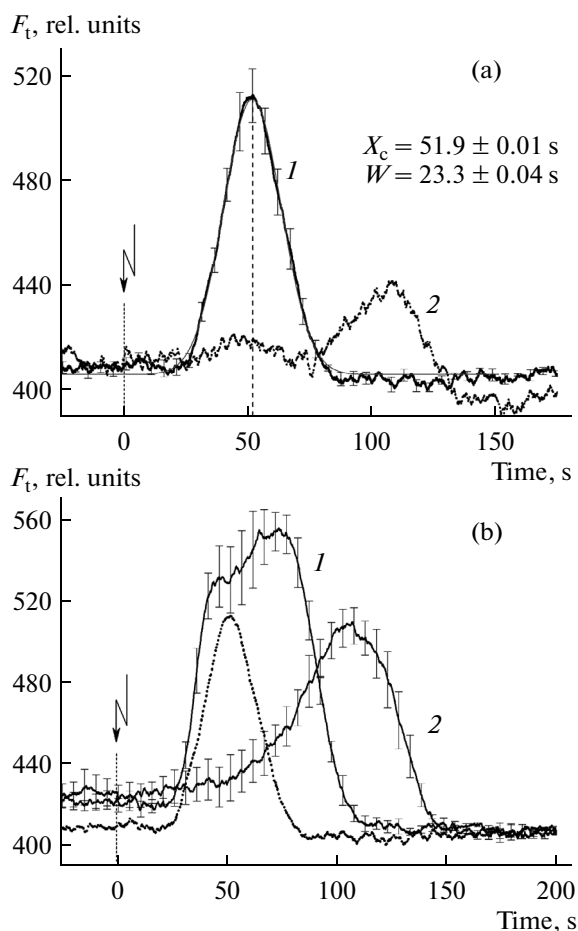 F_t, rel. units
(a)
520
1
X_c = 51.9 ± 0.01 s
W = 23.3 ± 0.04 s
480
440
2
400
0 50 100 150
Time, s
F_t, rel. units
560
(b)
1
520
480
2
440
400
0 50 100 150 200
Time, s